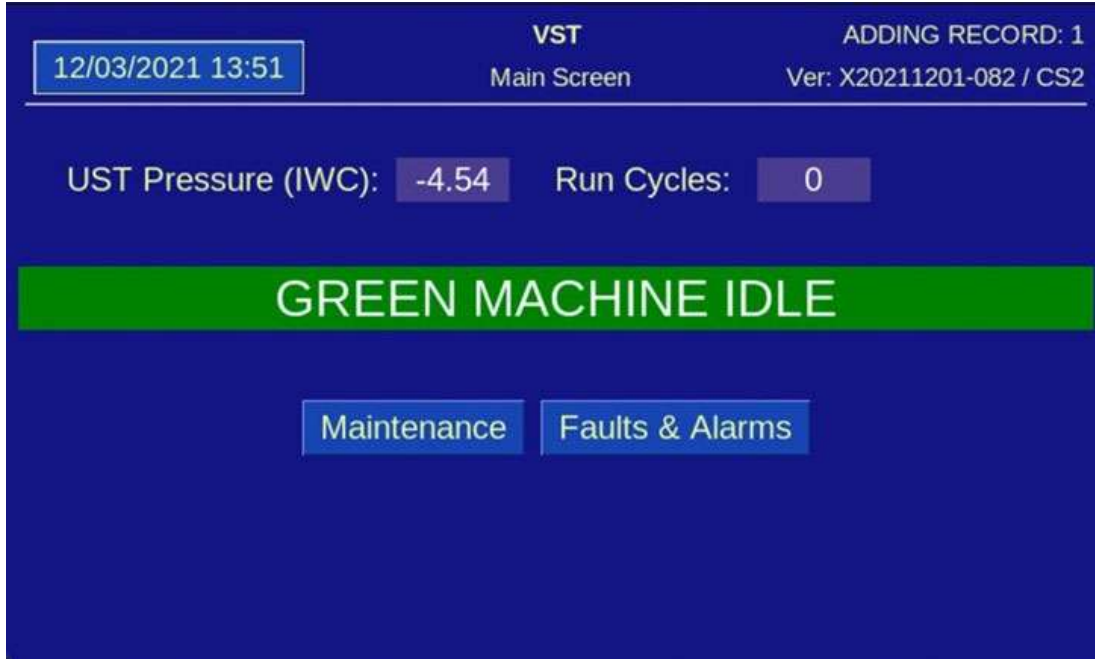 12/03/2021 13:51
VST
Main Screen
ADDING RECORD: 1
Ver: X20211201-082 / CS2
UST Pressure (IWC): -4.54 Run Cycles: 0
GREEN MACHINE IDLE
Maintenance Faults & Alarms